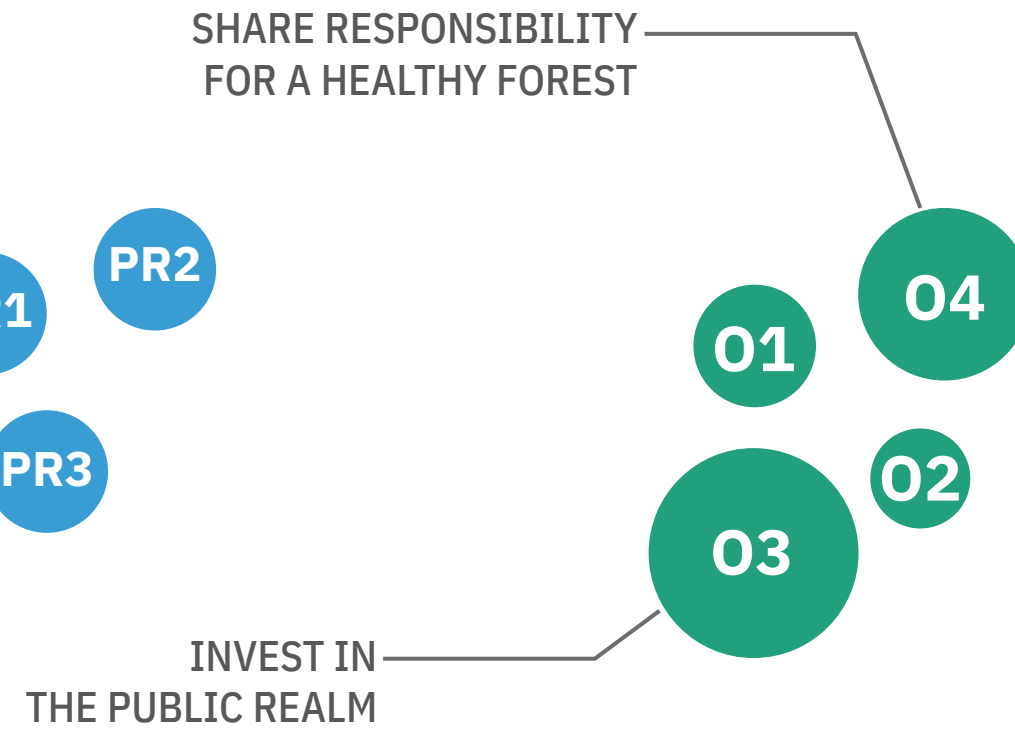 SHARE RESPONSIBILITY
FOR A HEALTHY FOREST
PR2
O4
O1
PR3
O2
O3
INVEST IN
THE PUBLIC REALM